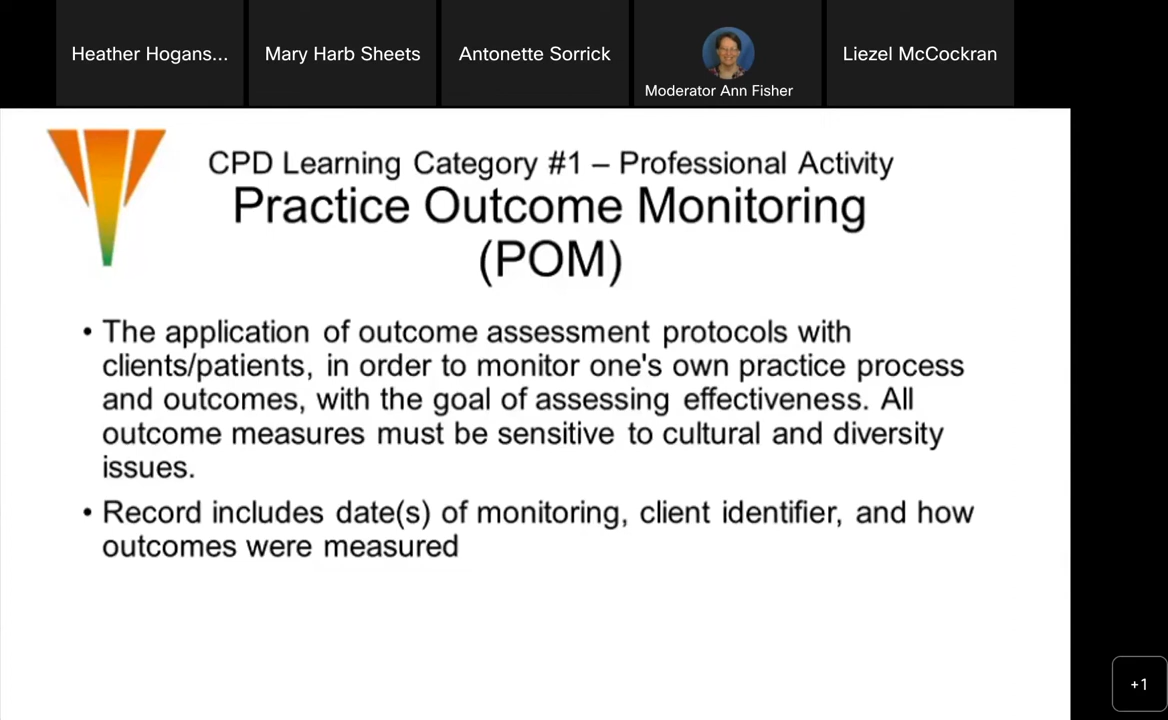 Heather Hogans...
Mary Harb Sheets
Antonette Sorrick
Moderator Ann Fisher
Liezel McCockran
CPD Learning Category #1 – Professional Activity
Practice Outcome Monitoring
(POM)
• The application of outcome assessment protocols with
clients/patients, in order to monitor one's own practice process
and outcomes, with the goal of assessing effectiveness. All
outcome measures must be sensitive to cultural and diversity
issues.
• Record includes date(s) of monitoring, client identifier, and how
outcomes were measured
+1